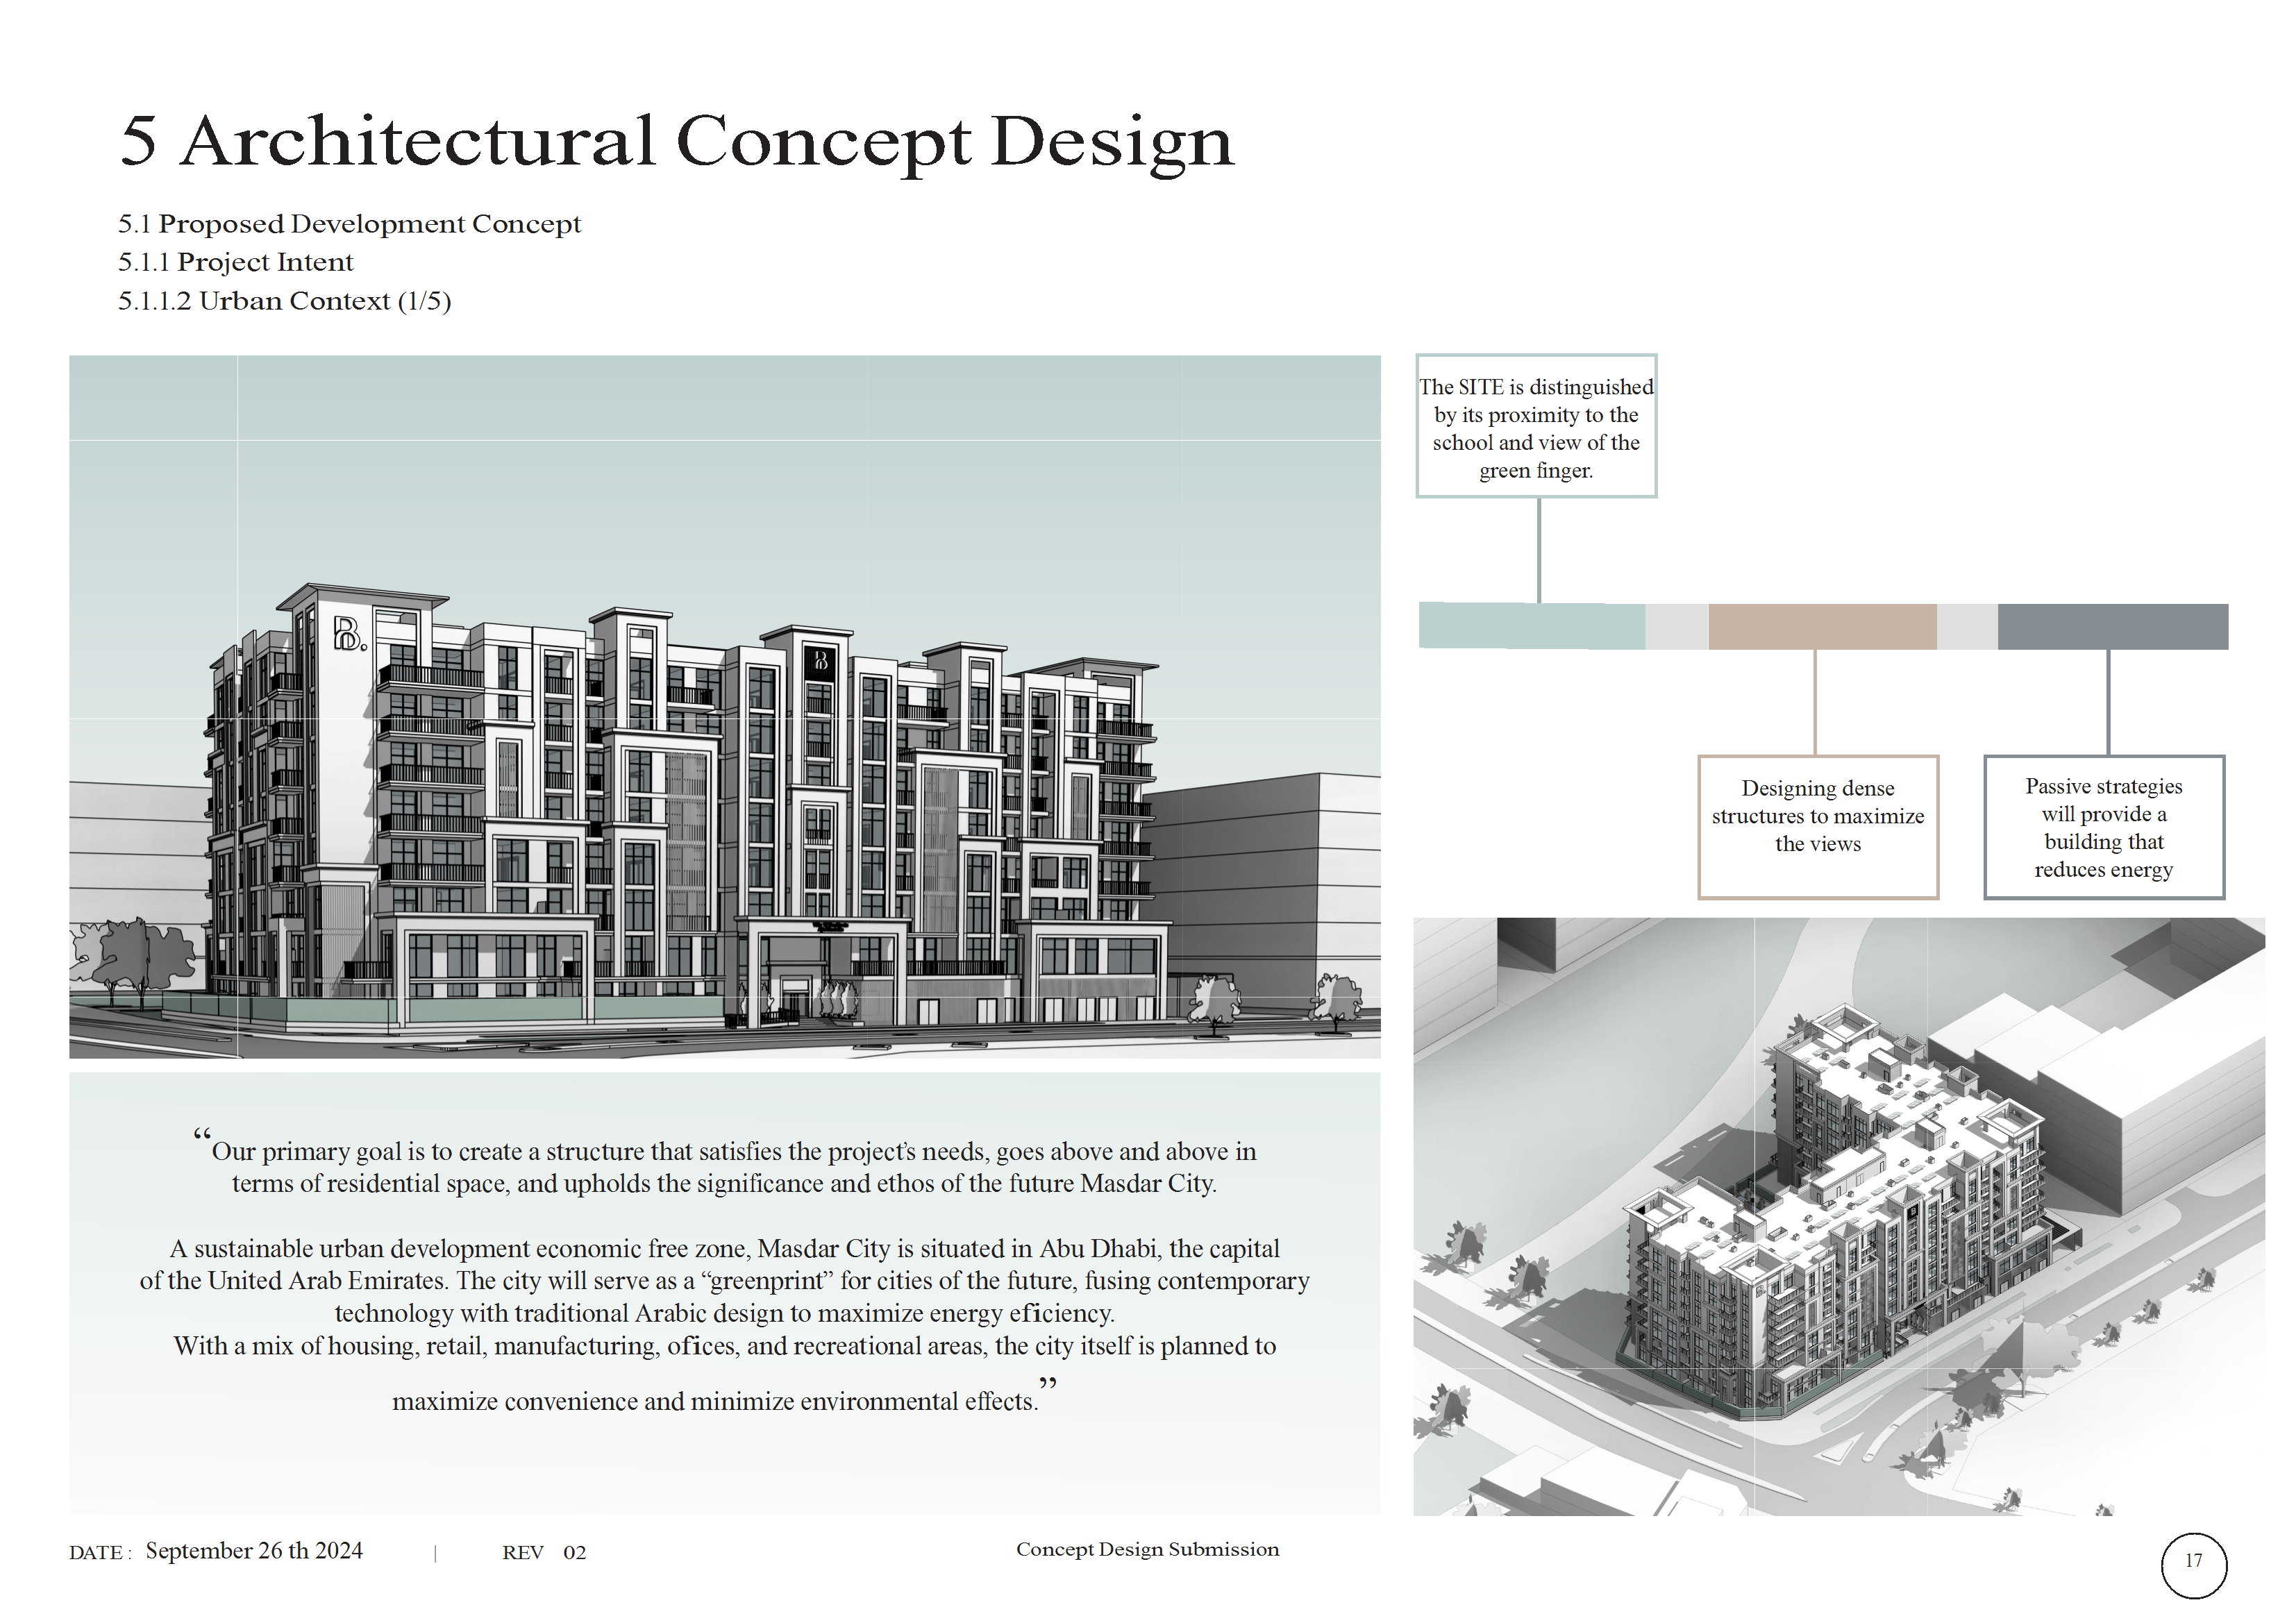 5 Architectural Concept Design
5.1 Proposed Development Concept
5.1.1 Project Intent
5.1.1.2 Urban Context (1/5)
The SITE is distinguished
by its proximity to the
school and view of the
green finger.
Designing dense
structures to maximize
the views
Passive strategies
will provide a
building that
reduces energy
B.
B
“Our primary goal is to create a structure that satisfies the project’s needs, goes above and above in
terms of residential space, and upholds the significance and ethos of the future Masdar City.
A sustainable urban development economic free zone, Masdar City is situated in Abu Dhabi, the capital
of the United Arab Emirates. The city will serve as a “greenprint” for cities of the future, fusing contemporary
technology with traditional Arabic design to maximize energy eficiency.
With a mix of housing, retail, manufacturing, ofices, and recreational areas, the city itself is planned to
maximize convenience and minimize environmental effects.”
DATE : September 26 th 2024 | REV 02
Concept Design Submission
17